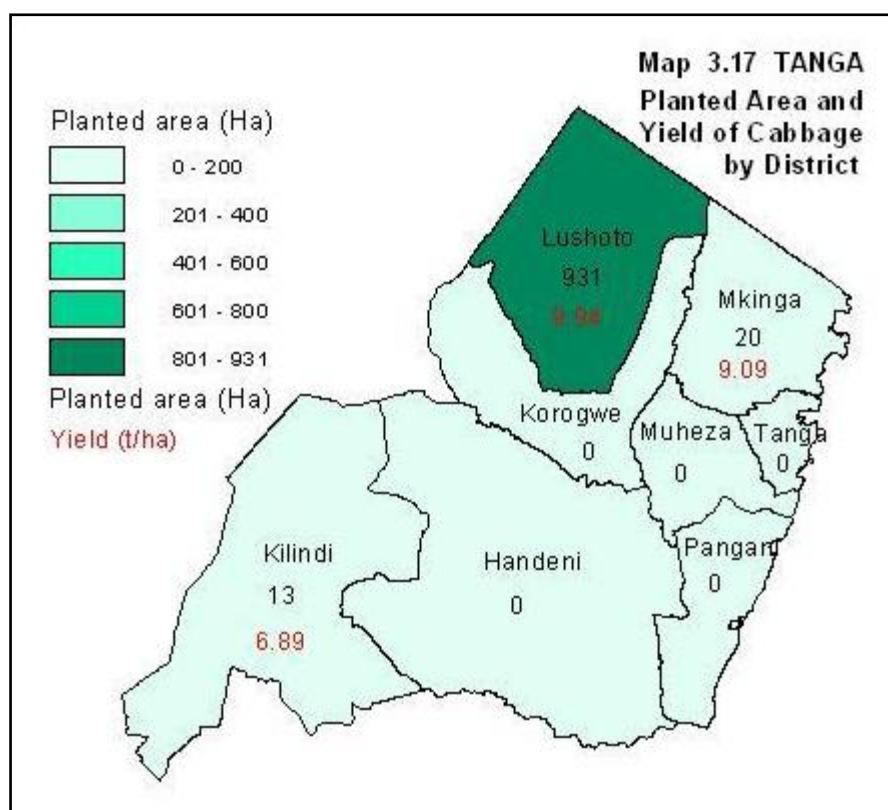 Map 3.17 TANGA
Planted Area and
Yield of Cabbage
by District
Planted area (Ha)
0 - 200
201 - 400
401 - 600
601 - 800
801 - 931
Planted area (Ha)
Yield (t/ha)
Lushoto
931
9.94
Mkinga
20
9.09
Korogwe
0
Muheza
0
Tanga
0
Pangani
0
Kilindi
13
6.89
Handeni
0